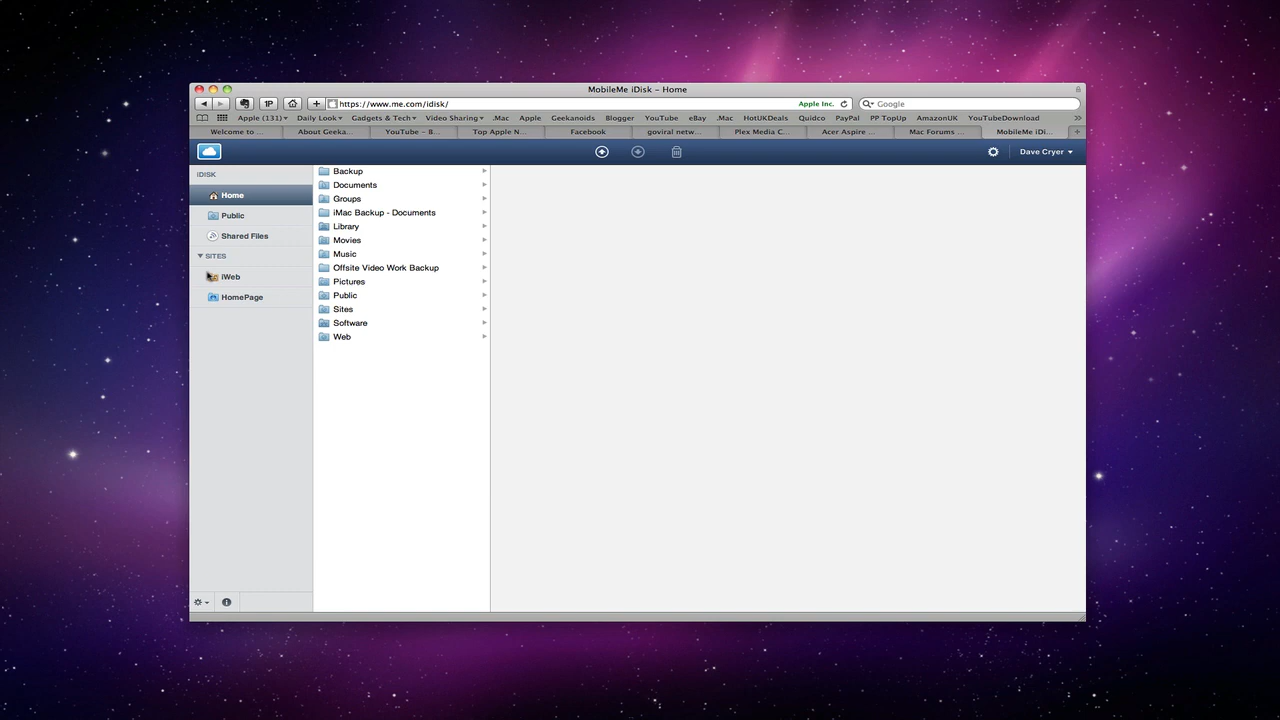 MobileMe iDisk – Home
1P
https://www.me.com/idisk/
Apple Inc.
Google
Apple (131)
Daily Look
Gadgets & Tech
Video Sharing
.Mac
Apple
Geekanoids
Blogger
YouTube
eBay
.Mac
HotUKDeals
Quidco
PayPal
PP TopUp
AmazonUK
YouTubeDownload
Welcome to ...
About Geeka...
YouTube – B...
Top Apple N...
Facebook
goviral netw...
Plex Media C...
Acer Aspire ...
Mac Forums ...
MobileMe iDi...
Dave Cryer
iDISK
Home
Public
Shared Files
SITES
iWeb
HomePage
Backup
Documents
Groups
iMac Backup - Documents
Library
Movies
Music
Offsite Video Work Backup
Pictures
Public
Sites
Software
Web